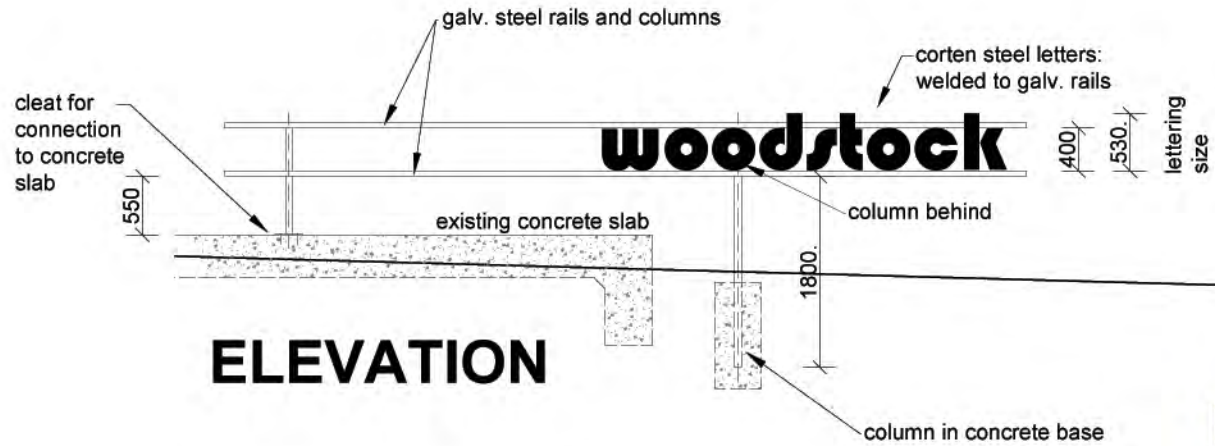 galv. steel rails and columns
corten steel letters:
welded to galv. rails
cleat for
connection
to concrete
slab
woodstock
400
530.
lettering
size
550
existing concrete slab
column behind
1800.
ELEVATION
column in concrete base